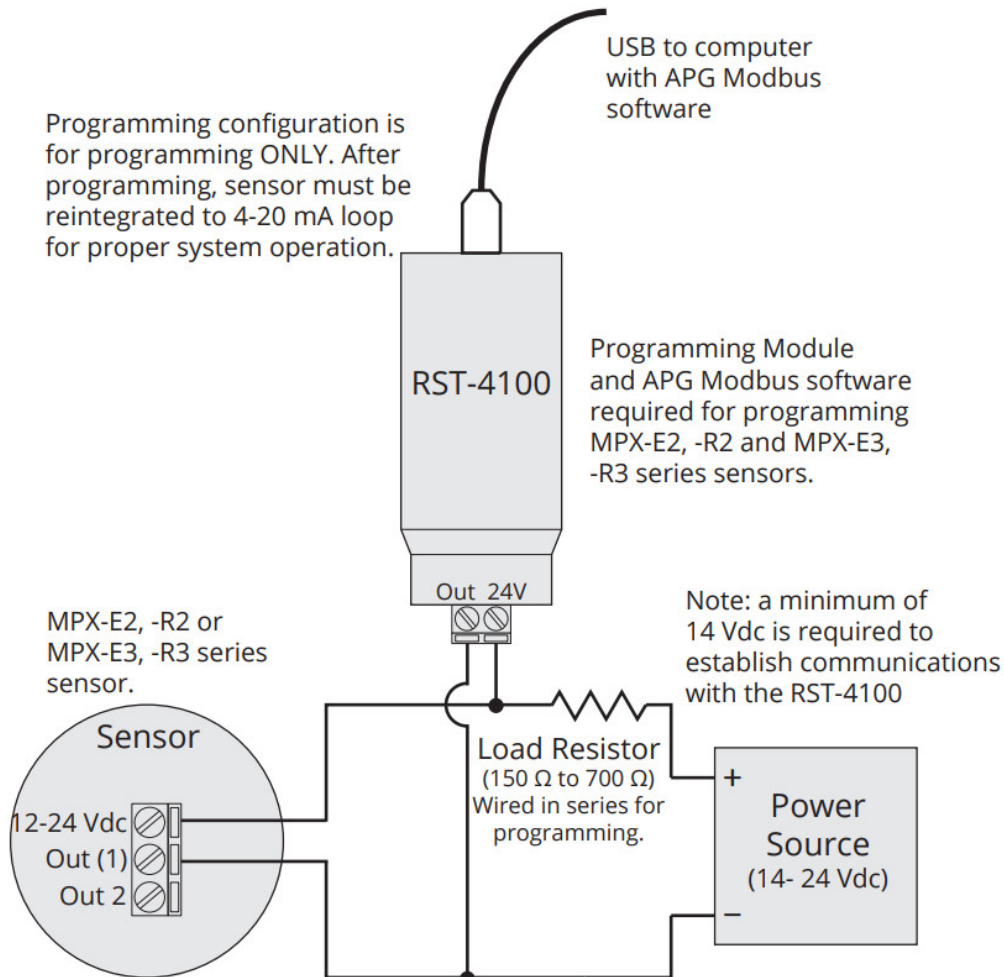 USB to computer
with APG Modbus
software
Programming configuration is
for programming ONLY. After
programming, sensor must be
reintegrated to 4-20 mA loop
for proper system operation.
RST-4100
Programming Module
and APG Modbus software
required for programming
MPX-E2, -R2 and MPX-E3,
-R3 series sensors.
Out 24V
MPX-E2, -R2 or
MPX-E3, -R3 series
sensor.
Note: a minimum of
14 Vdc is required to
establish communications
with the RST-4100
Sensor
12-24 Vdc
Out (1)
Out 2
Load Resistor
(150 Ω to 700 Ω)
Wired in series for
programming.
+
Power
Source
(14- 24 Vdc)
−